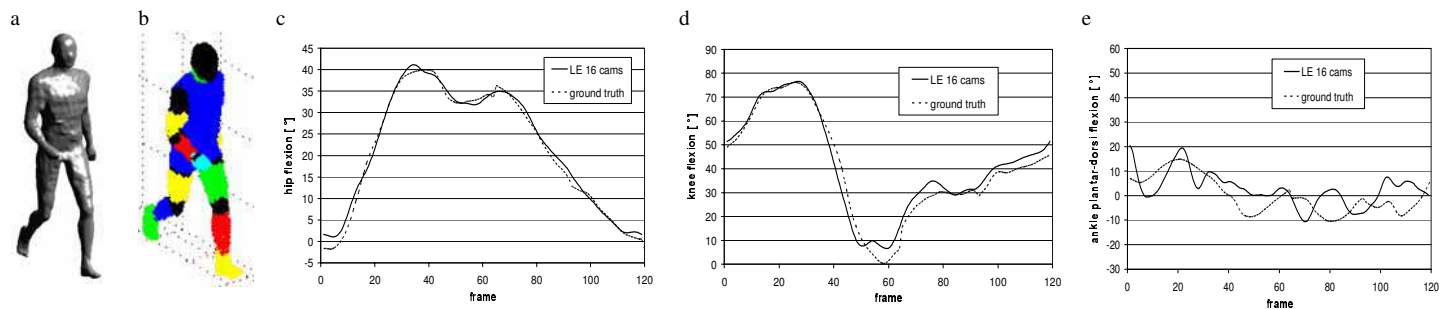 a
b
c
d
e
45
40
35
30
25
20
15
10
5
0
-5
hip flexion [°]
LE 16 cams
ground truth
0 20 40 60 80 100 120
frame
90
80
70
60
50
40
30
20
10
0
knee flexion [°]
LE 16 cams
ground truth
0 20 40 60 80 100 120
frame
60
50
40
30
20
10
0
-10
-20
-30
ankle plantar-dorsi flexion [°]
LE 16 cams
ground truth
0 20 40 60 80 100 120
frame